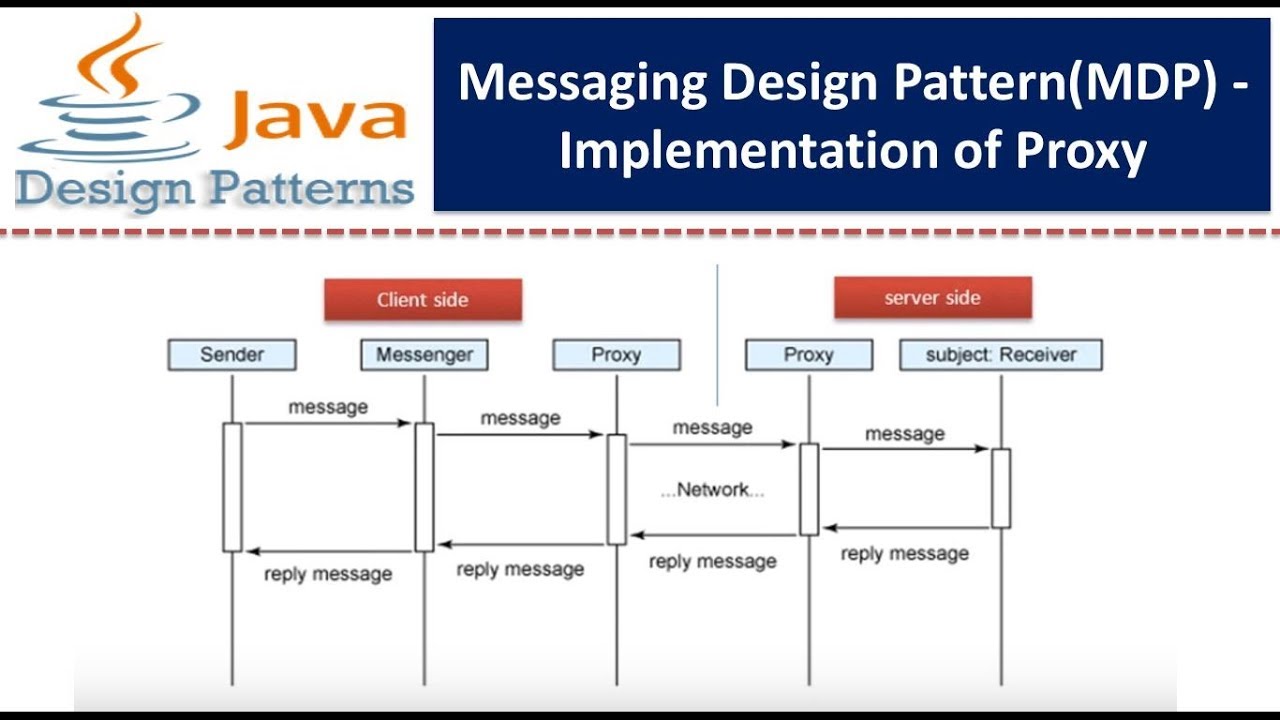 Java
Design Patterns
Messaging Design Pattern(MDP) -
Implementation of Proxy
Client side
server side
Sender
Messenger
Proxy
Proxy
subject: Receiver
message
message
message
message
...Network...
reply message
reply message
reply message
reply message